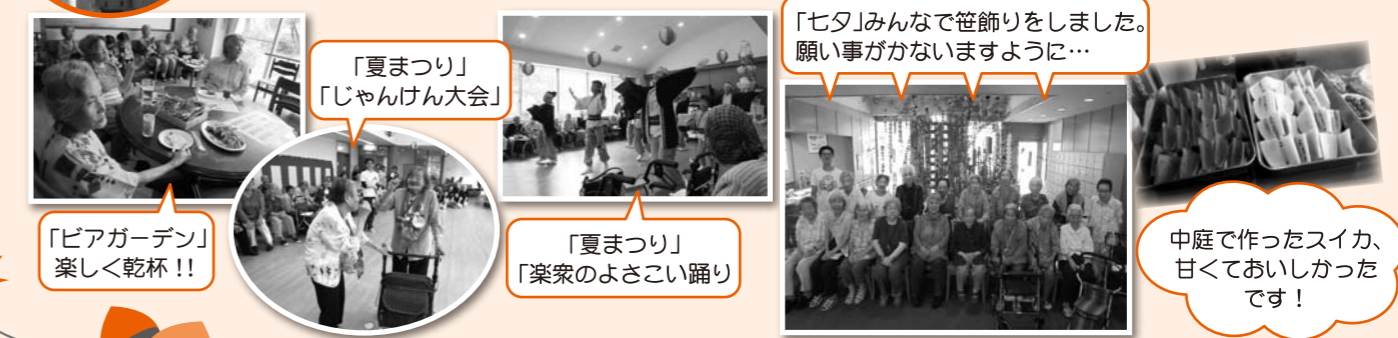 「ビアガーデン」
楽しく乾杯!!
「夏まつり」
「じゃんけん大会」
「夏まつり」
「楽衆のよさこい踊り
「七夕」みんなで笹飾りをしました。
願い事がかないますように…
中庭で作ったスイカ、
甘くておいしかった
です！